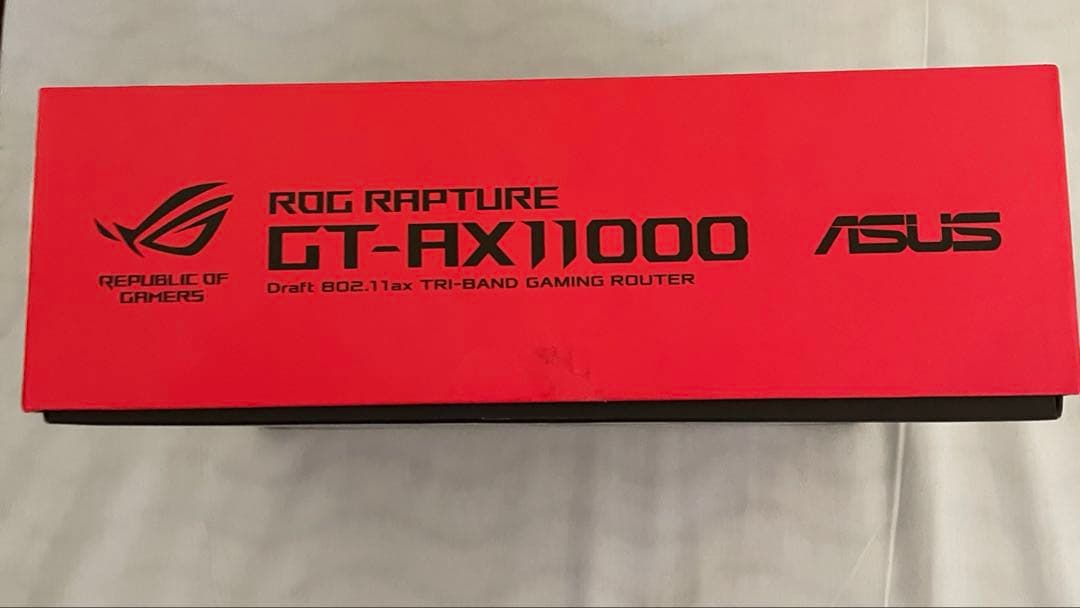 REPUBLIC OF
GAMERS
ROG RAPTURE
GT-AX11000
Draft 802.11ax TRI-BAND GAMING ROUTER
ASUS